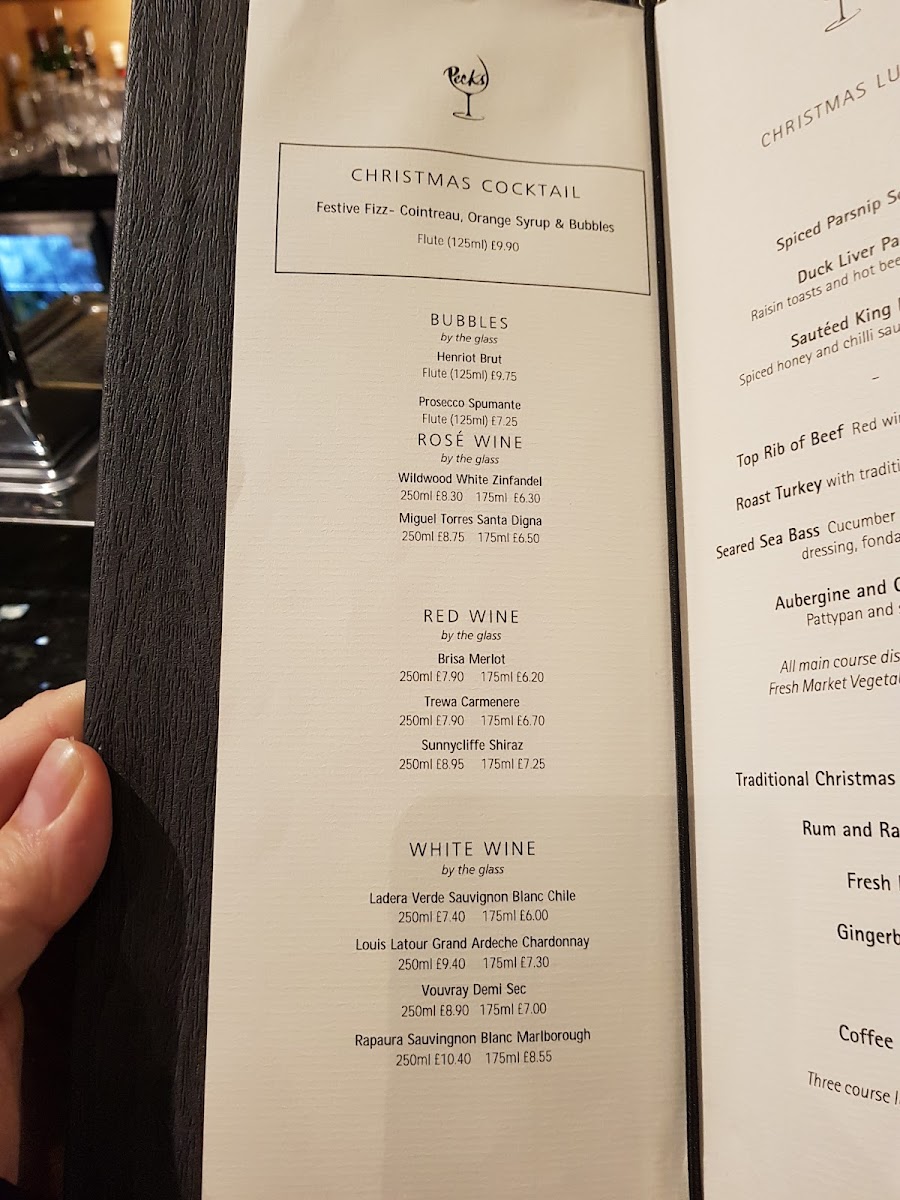 Pecks
CHRISTMAS COCKTAIL
Festive Fizz- Cointreau, Orange Syrup & Bubbles
Flute (125ml) £9.90
BUBBLES
by the glass
Henriot Brut
Flute (125ml) £9.75
Prosecco Spumante
Flute (125ml) £7.25
ROSÉ WINE
by the glass
Wildwood White Zinfandel
250ml £8.30 175ml £6.30
Miguel Torres Santa Digna
250ml £8.75 175ml £6.50
RED WINE
by the glass
Brisa Merlot
250ml £7.90 175ml £6.20
Trewa Carmenere
250ml £7.90 175ml £6.70
Sunnycliffe Shiraz
250ml £8.95 175ml £7.25
WHITE WINE
by the glass
Ladera Verde Sauvignon Blanc Chile
250ml £7.40 175ml £6.00
Louis Latour Grand Ardeche Chardonnay
250ml £9.40 175ml £7.30
Vouvray Demi Sec
250ml £8.90 175ml £7.00
Rapaura Sauvingnon Blanc Marlborough
250ml £10.40 175ml £8.55
CHRISTMAS LU
Spiced Parsnip
Duck Liver Pa
Raisin toasts and hot bee
Sautéed King
Spiced honey and chilli sau
–
Top Rib of Beef Red wi
Roast Turkey with traditi
Seared Sea Bass Cucumber
dressing, fonda
Aubergine and
Pattypan and
All main course dis
Fresh Market Vegeta
Traditional Christmas
Rum and Ra
Fresh
Gingerb
Coffee
Three course